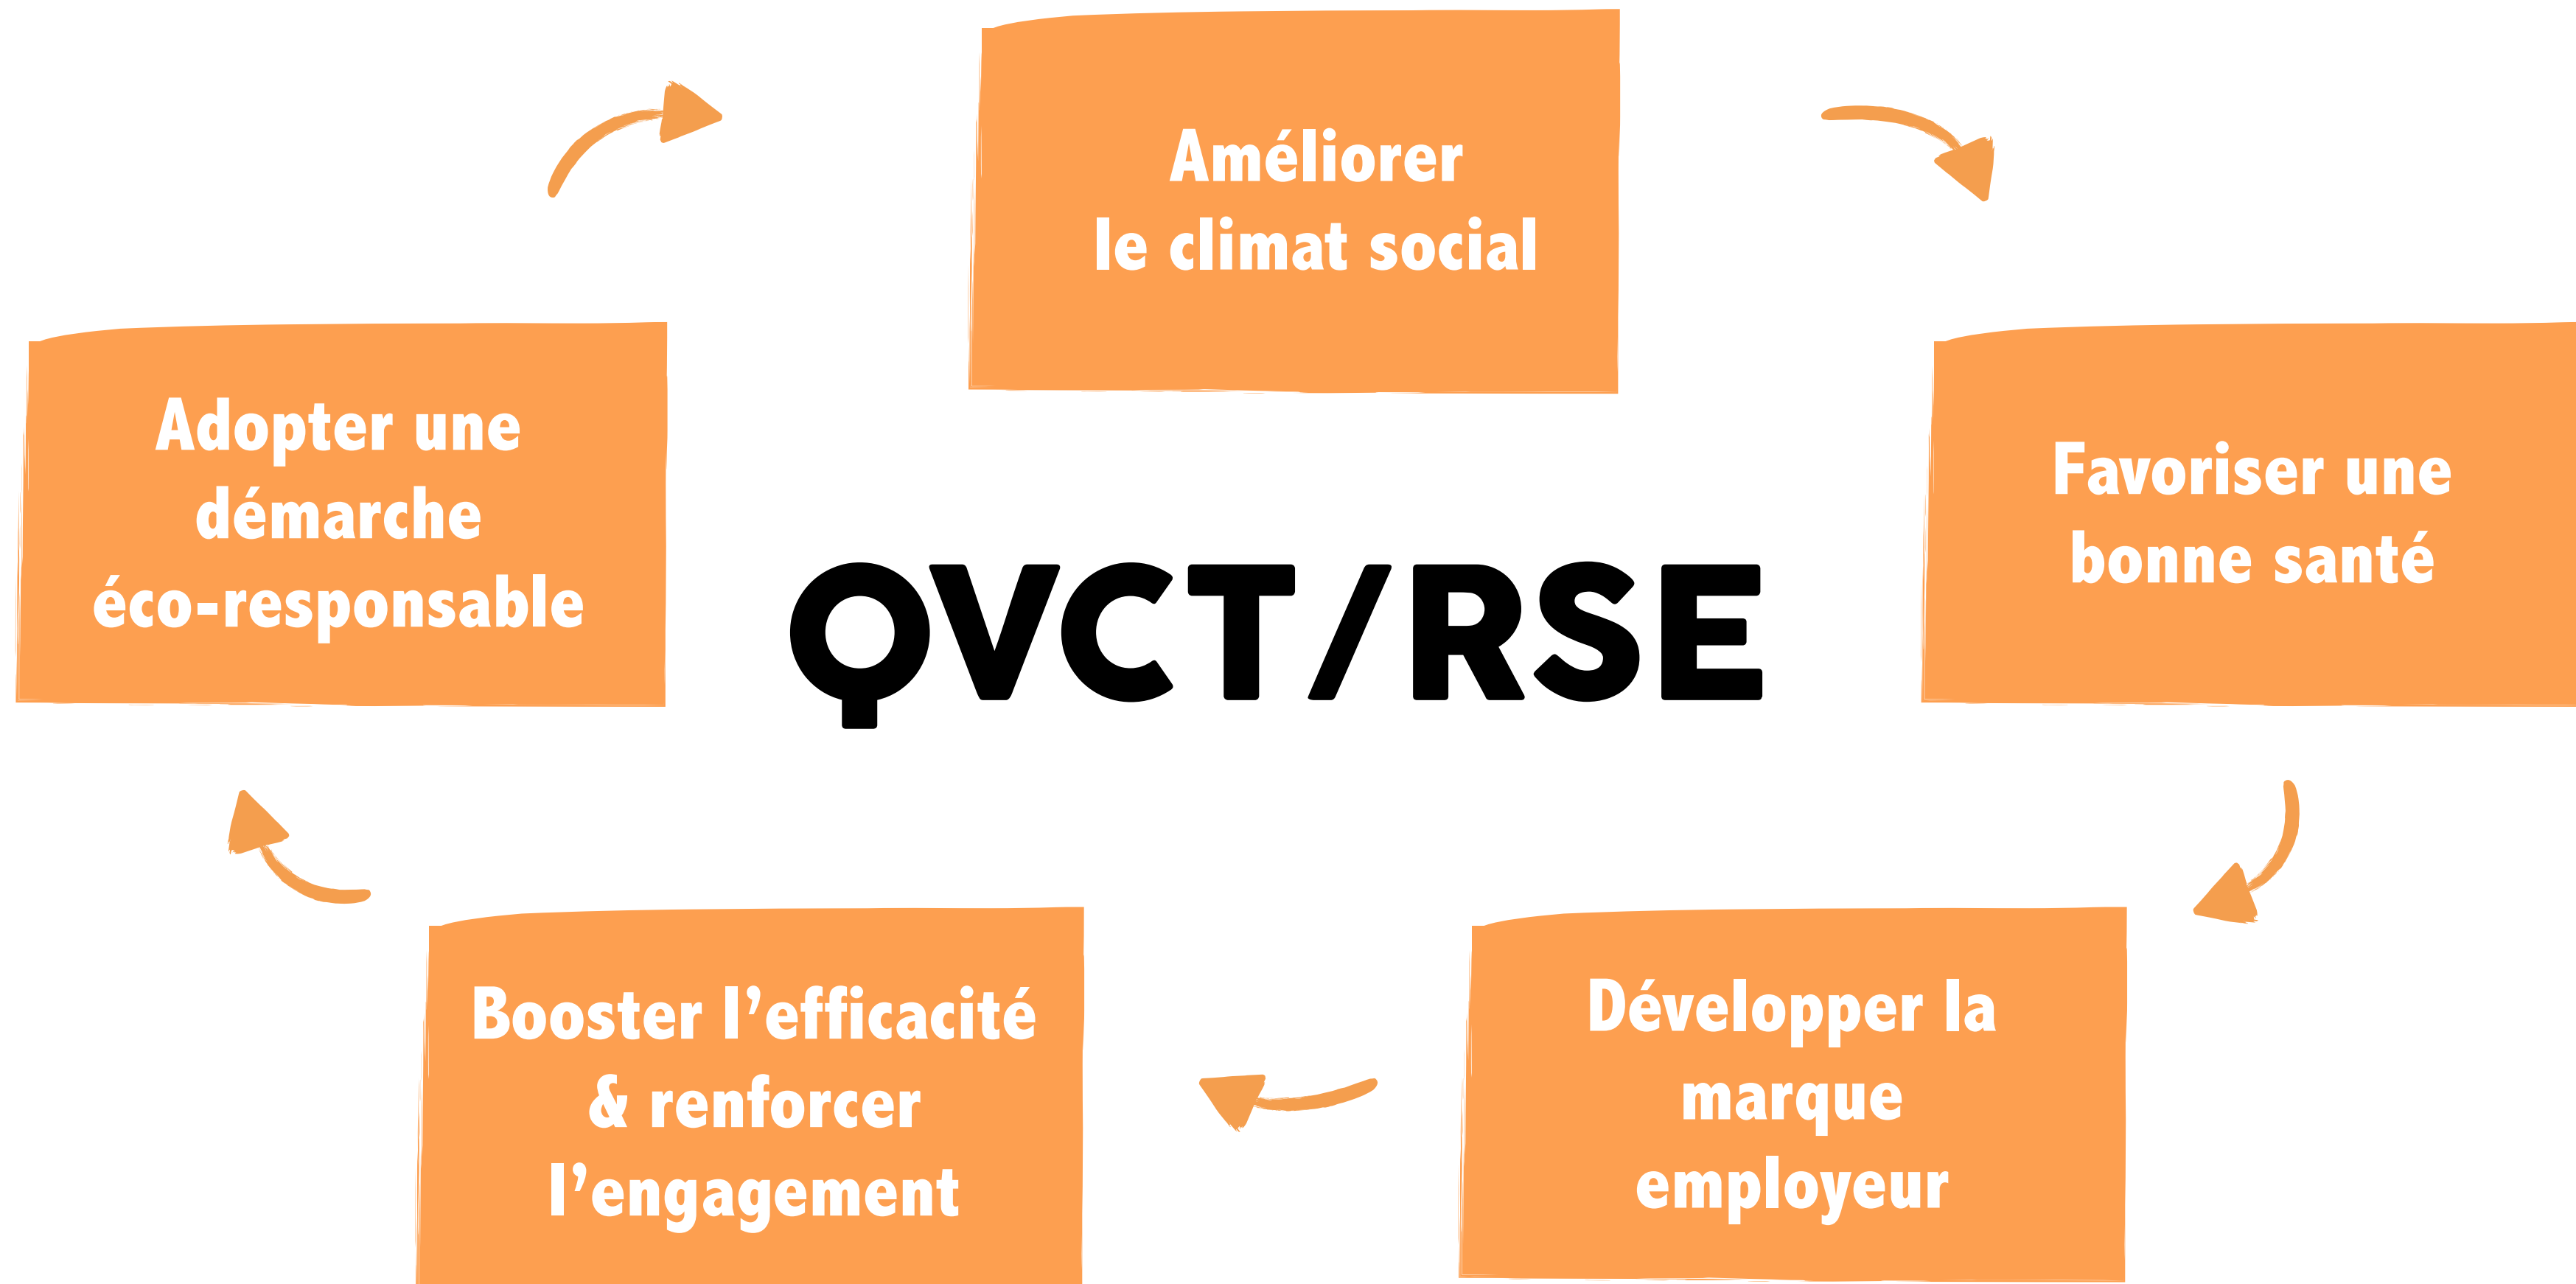 Améliorer
le climat social
Adopter une
démarche
éco-responsable
Favoriser une
bonne santé
QVCT/RSE
Booster l’efficacité
& renforcer
l’engagement
Développer la
marque
employeur